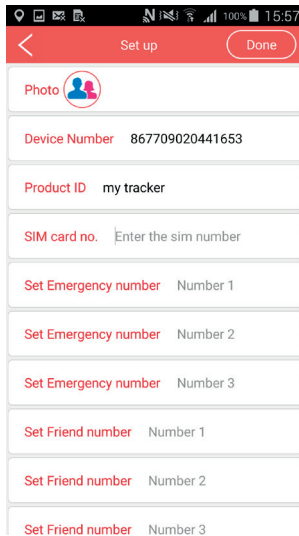 100% 15:57
Set up Done
Photo
Device Number 867709020441653
Product ID my tracker
SIM card no. Enter the sim number
Set Emergency number Number 1
Set Emergency number Number 2
Set Emergency number Number 3
Set Friend number Number 1
Set Friend number Number 2
Set Friend number Number 3